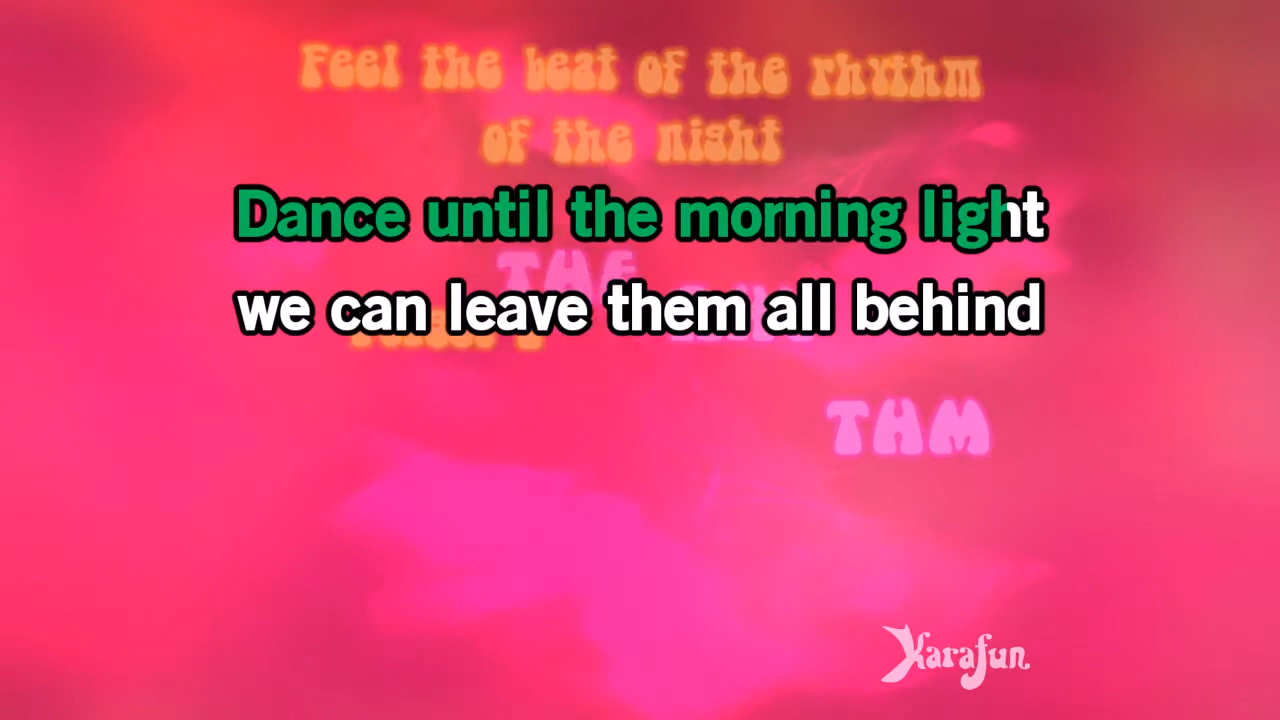 Feel the beat of the rhythm
of the night
Dance until the morning light
THE
we can leave them all behind
THM
Karafun